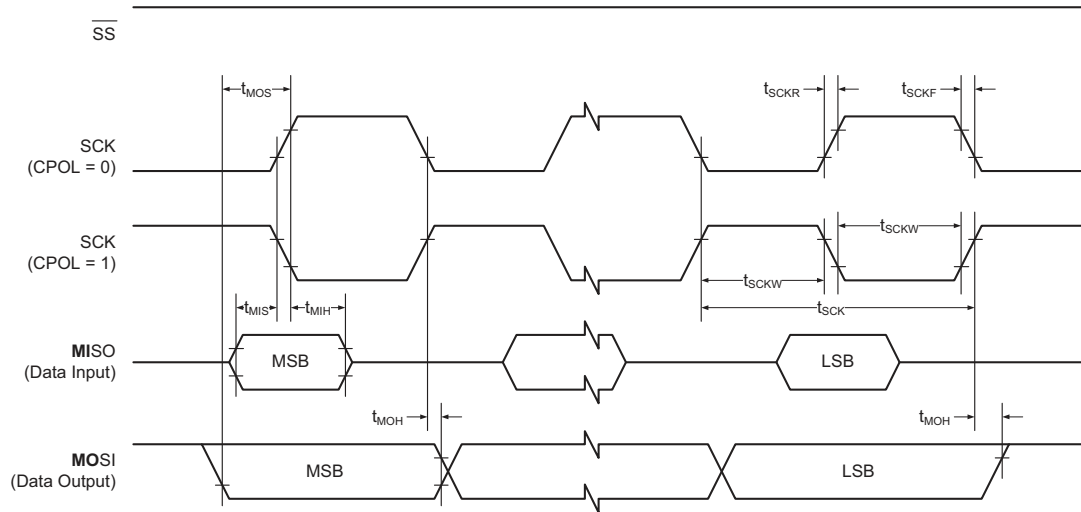 SS
tMOS
tSCKR
tSCKF
SCK
(CPOL = 0)
SCK
(CPOL = 1)
tSCKW
tSCKW
tMIS
tMIH
tSCK
MISO
(Data Input)
MSB
LSB
tMOH
tMOH
MOSI
(Data Output)
MSB
LSB